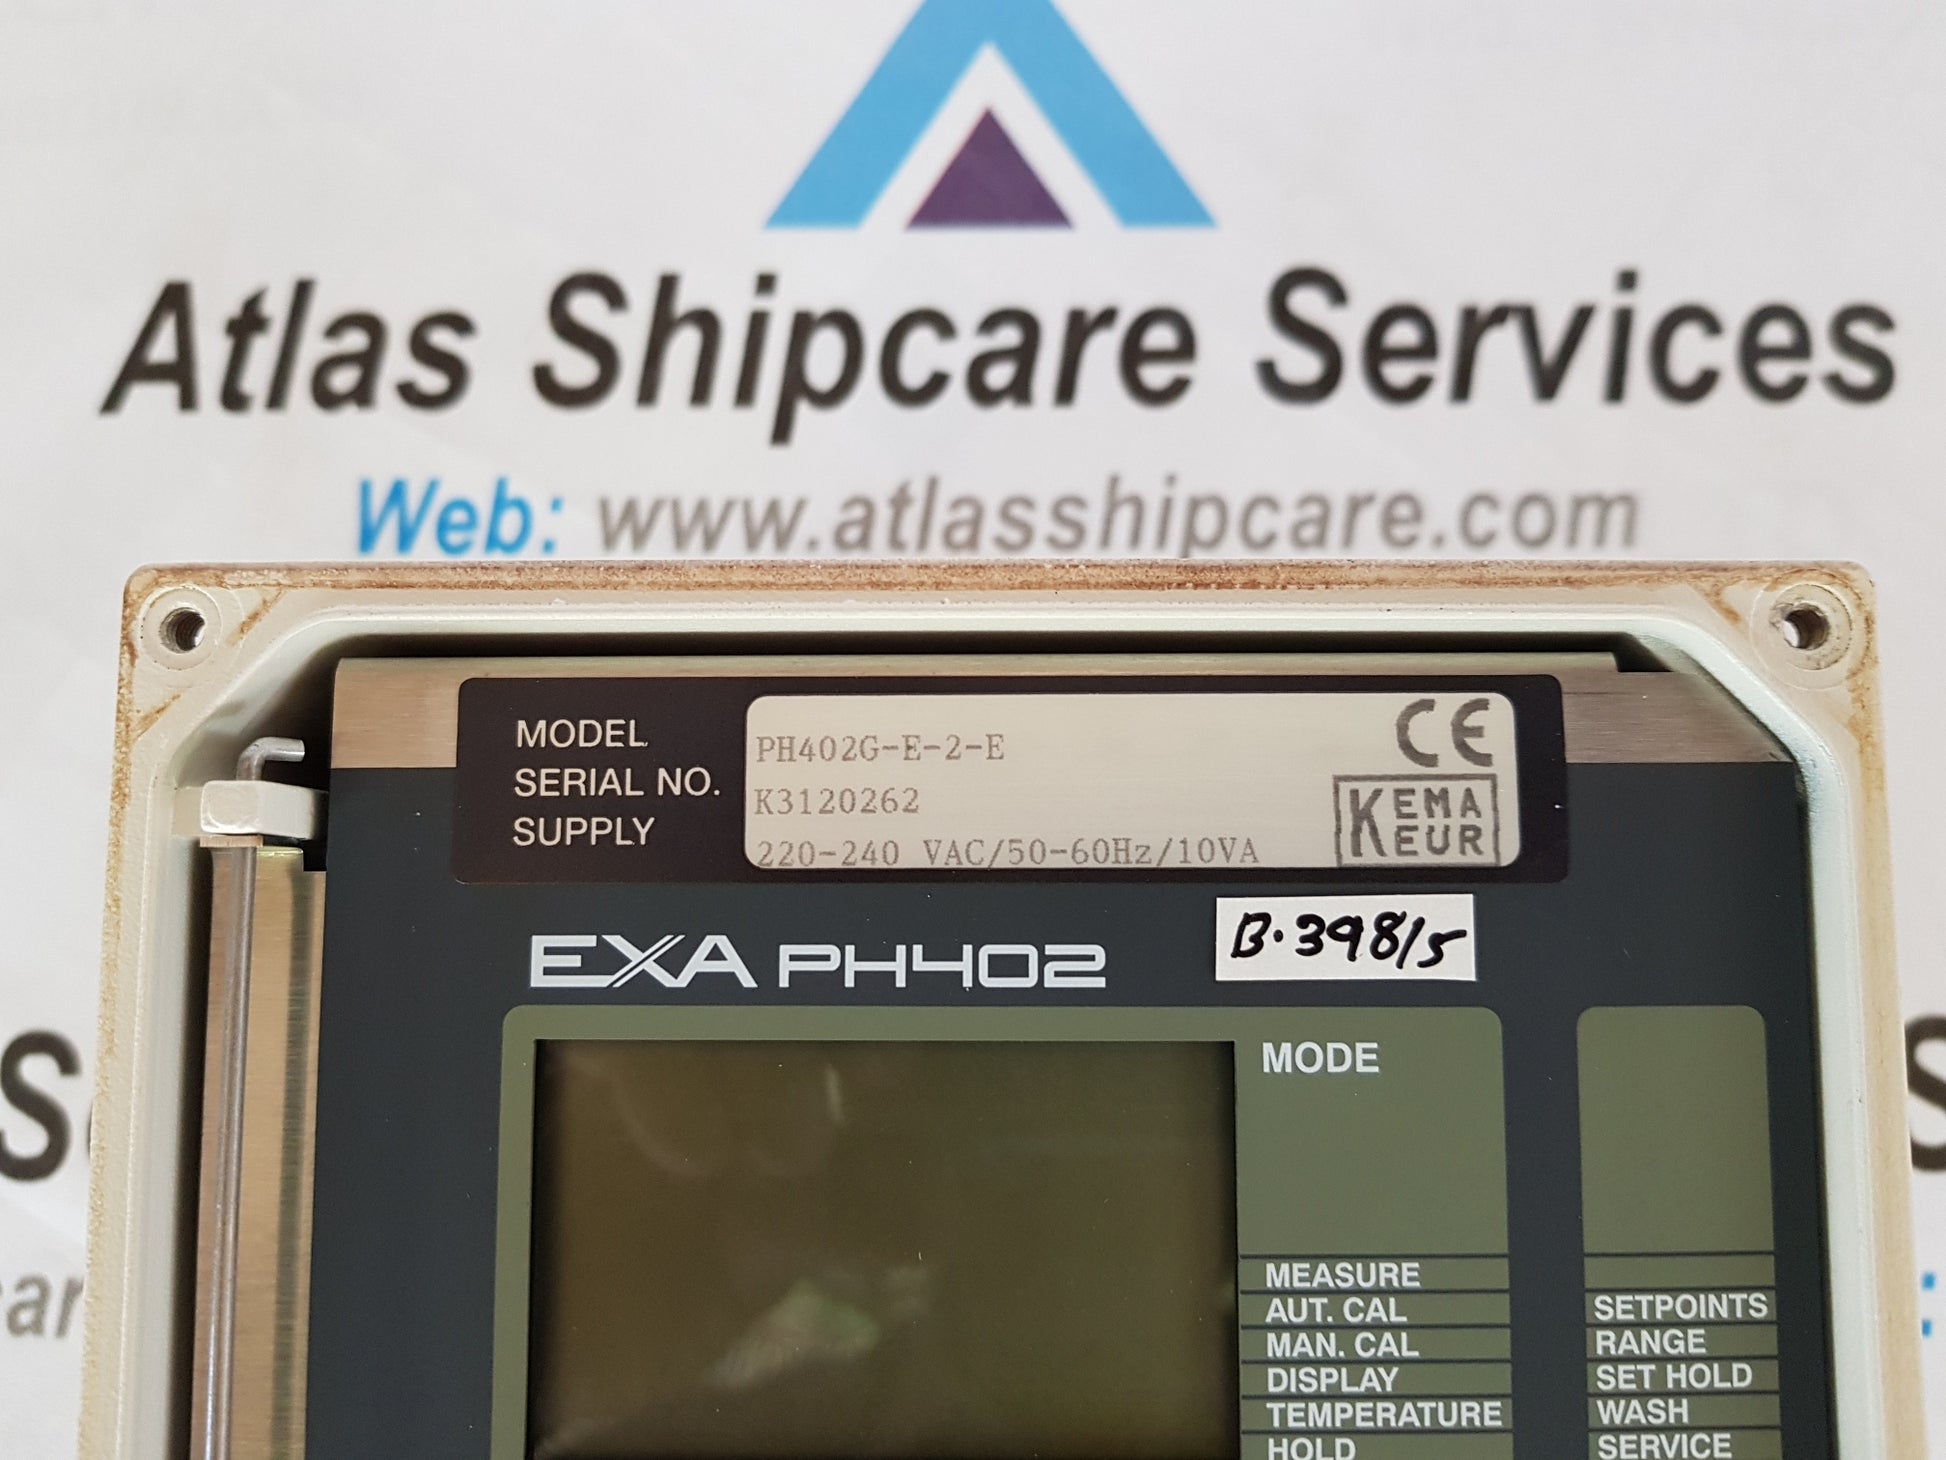 Atlas Shipcare Services
Web: www.atlasshipcare.com
MODEL PH402G-E-2-E
SERIAL NO. K3120262
SUPPLY 220-240 VAC/50-60Hz/10VA
CE
KEMA
KEUR
B.398/5
EXA PH402
MODE
MEASURE
AUT. CAL
MAN. CAL
DISPLAY
TEMPERATURE
HOLD
SETPOINTS
RANGE
SET HOLD
WASH
SERVICE